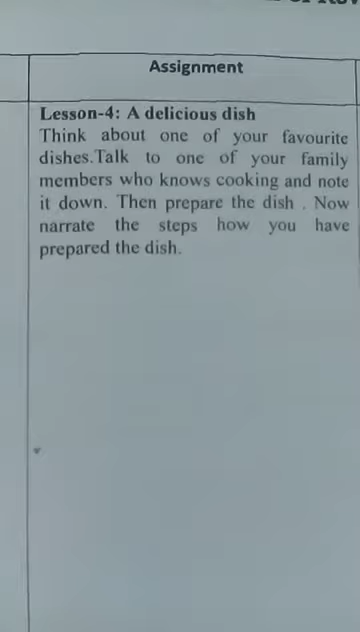 Assignment
Lesson-4: A delicious dish
Think about one of your favourite
dishes.Talk to one of your family
members who knows cooking and note
it down. Then prepare the dish . Now
narrate the steps how you have
prepared the dish.